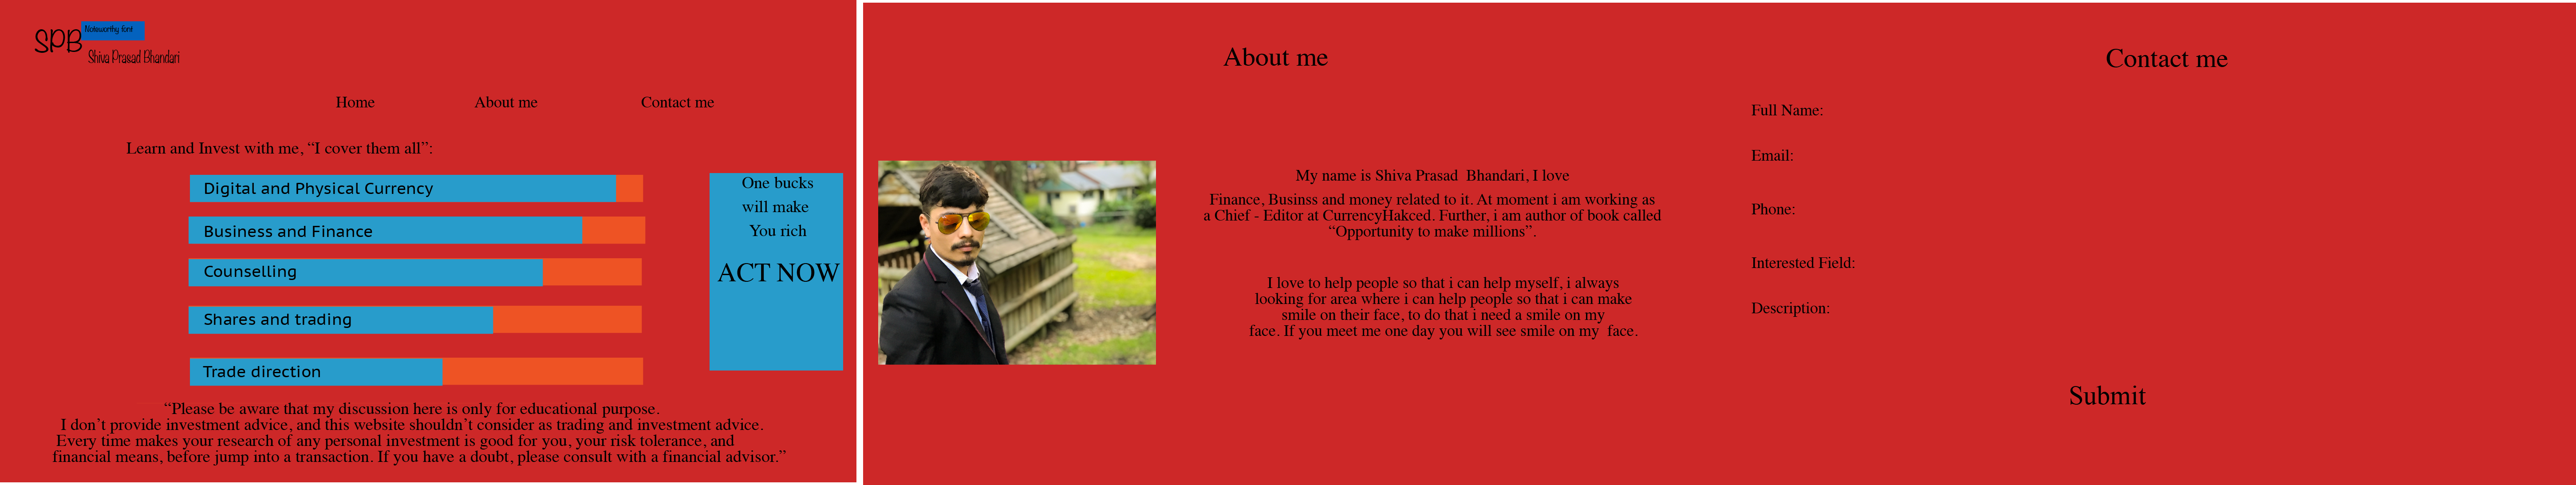 SPB
Noteworthy font
Shiva Prasad Bhandari
Home
About me
Contact me
Learn and Invest with me, “I cover them all”:
Digital and Physical Currency
Business and Finance
Counselling
Shares and trading
Trade direction
One bucks
will make
You rich
ACT NOW
“Please be aware that my discussion here is only for educational purpose.
I don’t provide investment advice, and this website shouldn’t consider as trading and investment advice.
Every time makes your research of any personal investment is good for you, your risk tolerance, and
financial means, before jump into a transaction. If you have a doubt, please consult with a financial advisor.”
About me
My name is Shiva Prasad Bhandari, I love
Finance, Businss and money related to it. At moment i am working as
a Chief - Editor at CurrencyHakced. Further, i am author of book called
“Opportunity to make millions”.
I love to help people so that i can help myself, i always
looking for area where i can help people so that i can make
smile on their face, to do that i need a smile on my
face. If you meet me one day you will see smile on my face.
Contact me
Full Name:
Email:
Phone:
Interested Field:
Description:
Submit